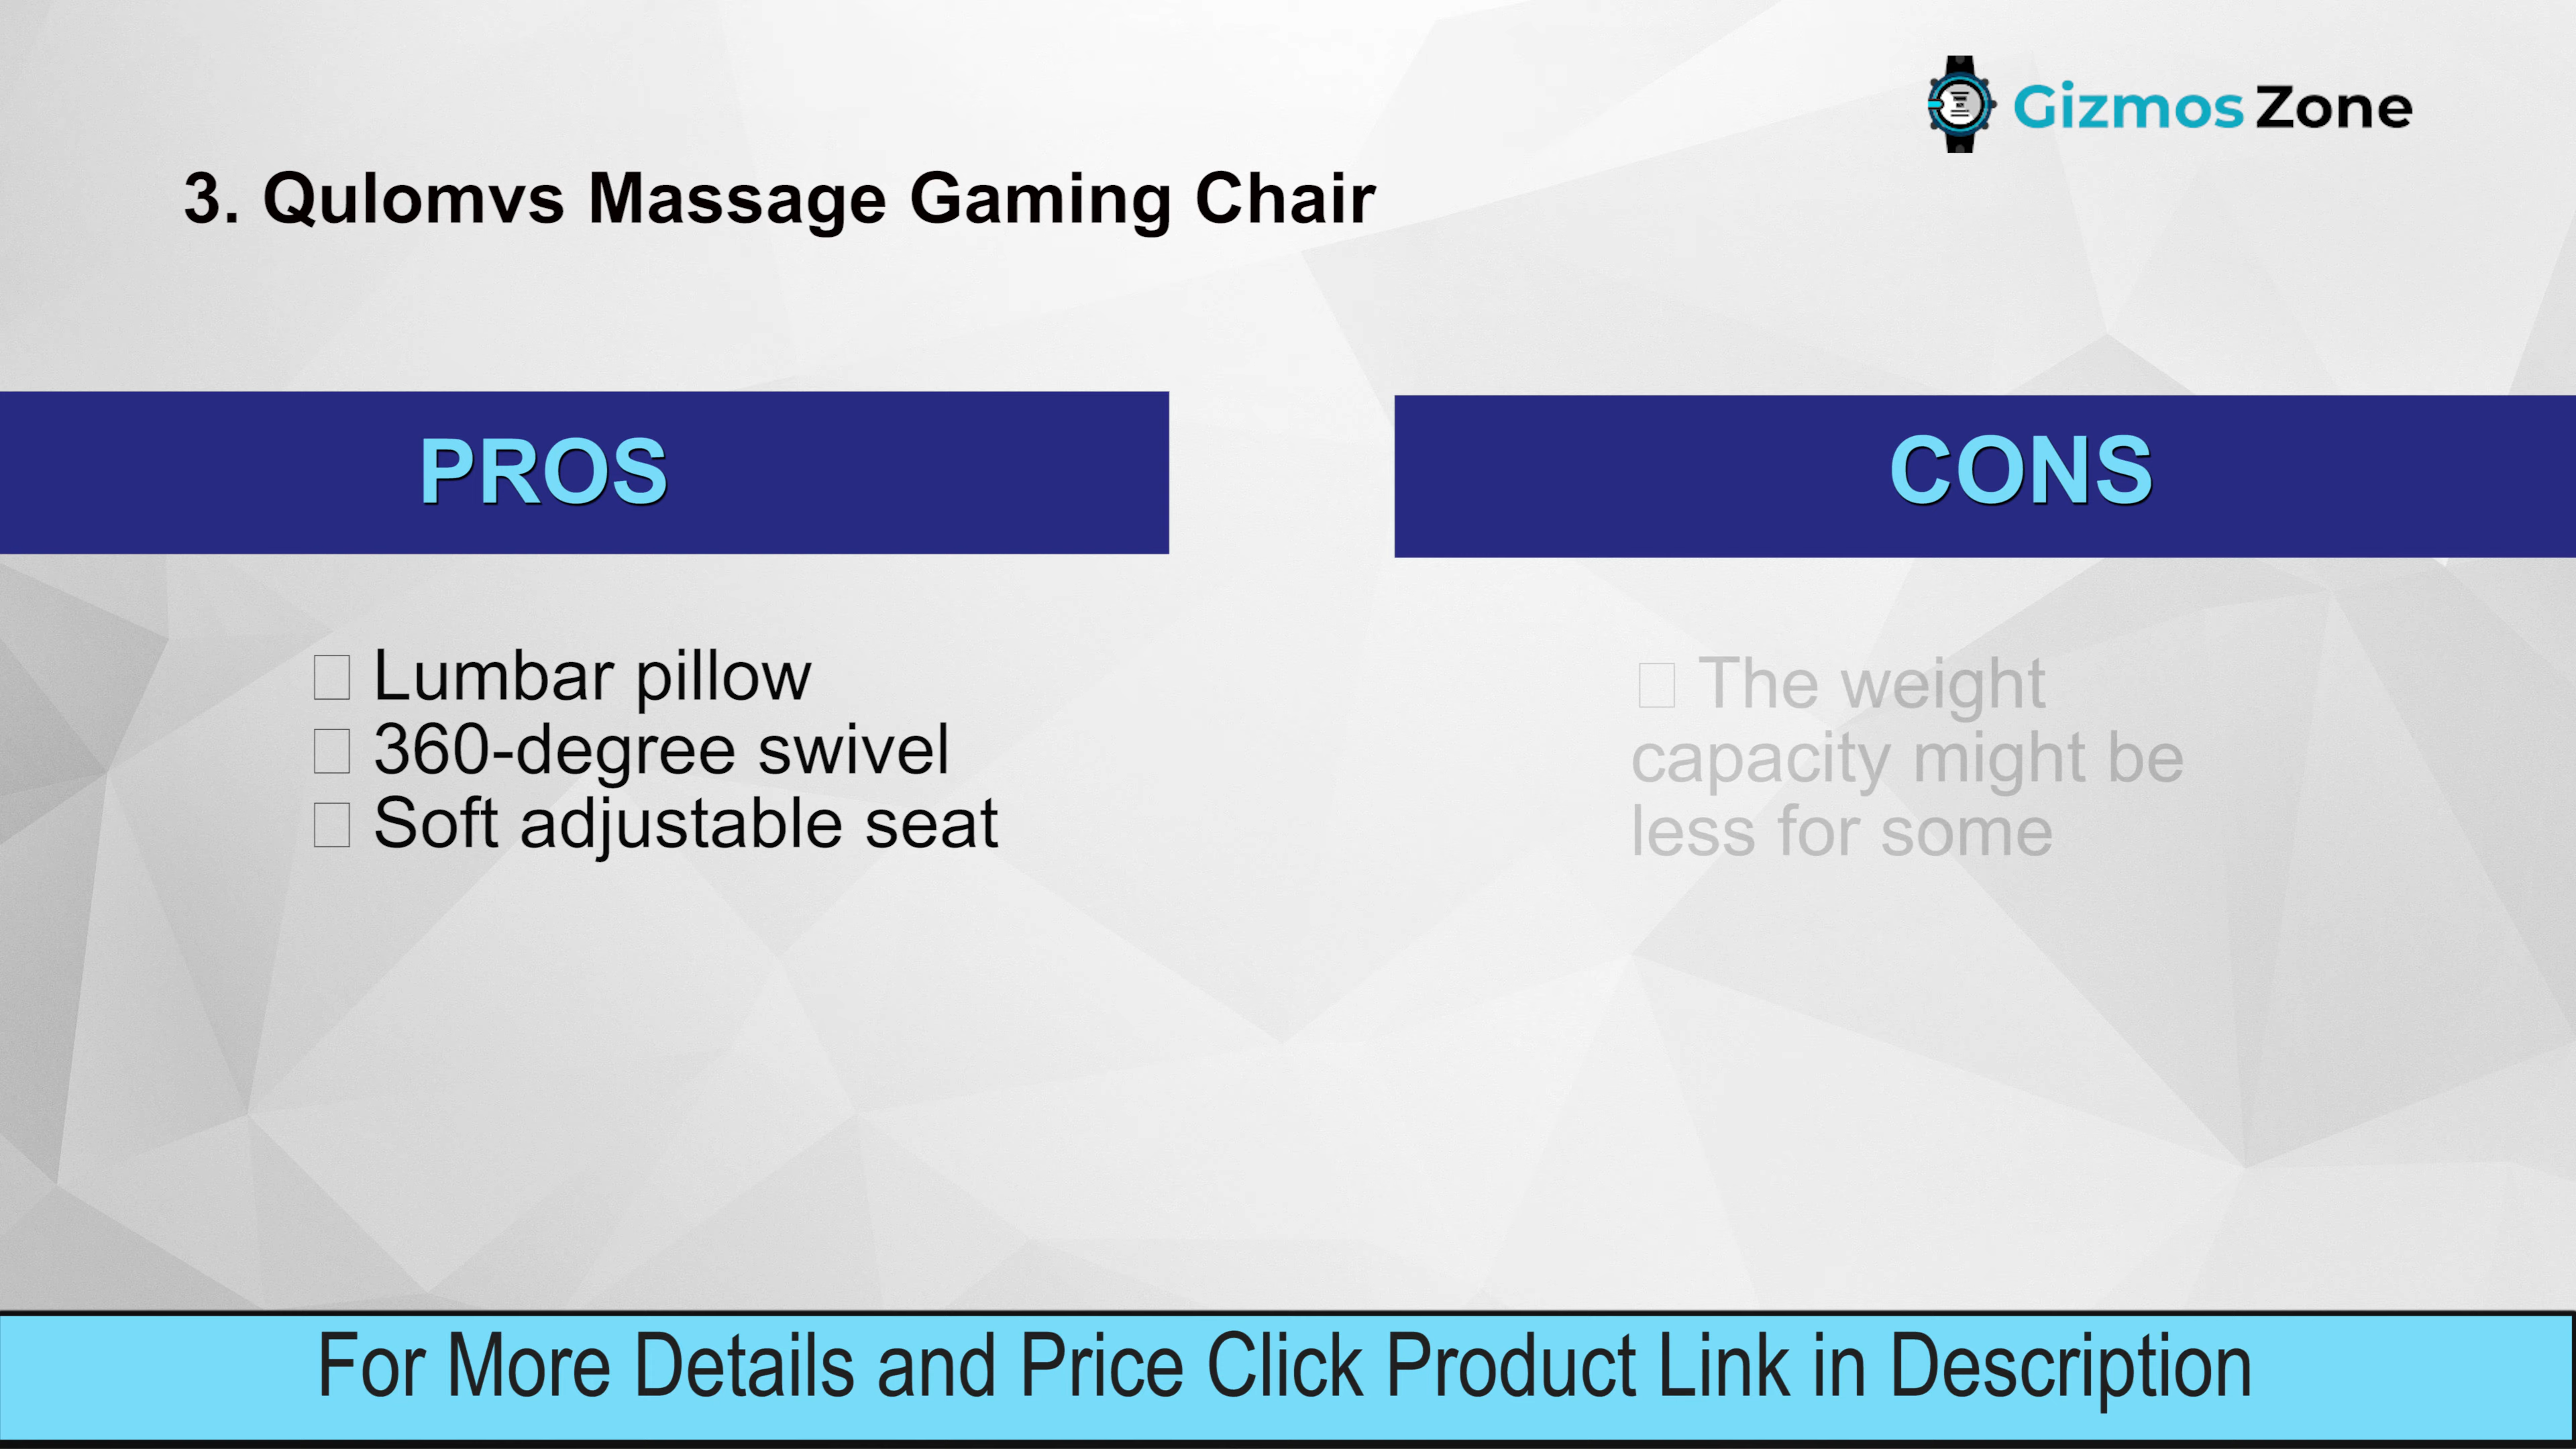 Gizmos Zone
3. Qulomvs Massage Gaming Chair
PROS
CONS
□ Lumbar pillow
□ 360-degree swivel
□ Soft adjustable seat
□ The weight
capacity might be
less for some
For More Details and Price Click Product Link in Description